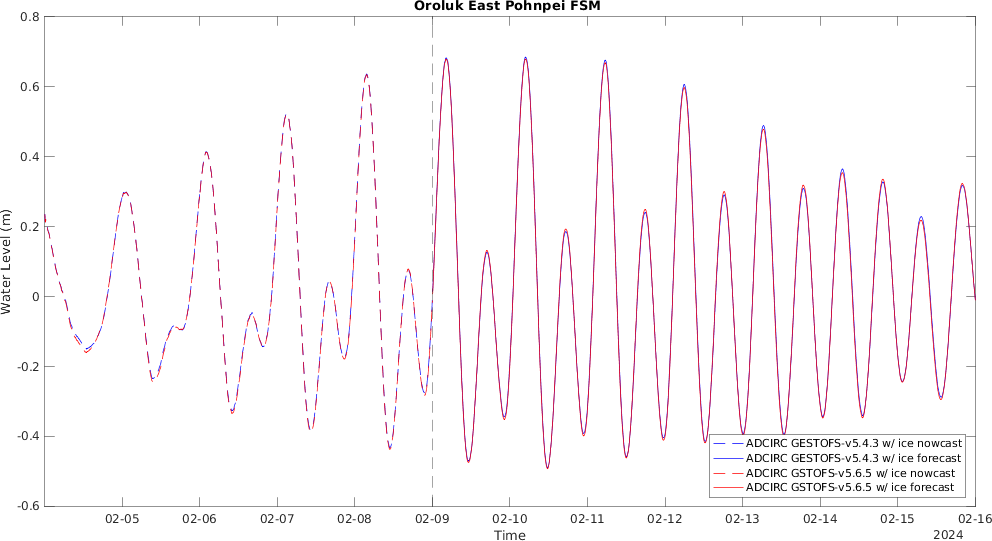 Oroluk East Pohnpei FSM
0.8
0.6
0.4
0.2
0
-0.2
-0.4
-0.6
Water Level (m)
ADCIRC GESTOFS-v5.4.3 w/ ice nowcast
ADCIRC GESTOFS-v5.4.3 w/ ice forecast
ADCIRC GSTOFS-v5.6.5 w/ ice nowcast
ADCIRC GSTOFS-v5.6.5 w/ ice forecast
02-05 02-06 02-07 02-08 02-09 02-10 02-11 02-12 02-13 02-14 02-15 02-16
Time
2024